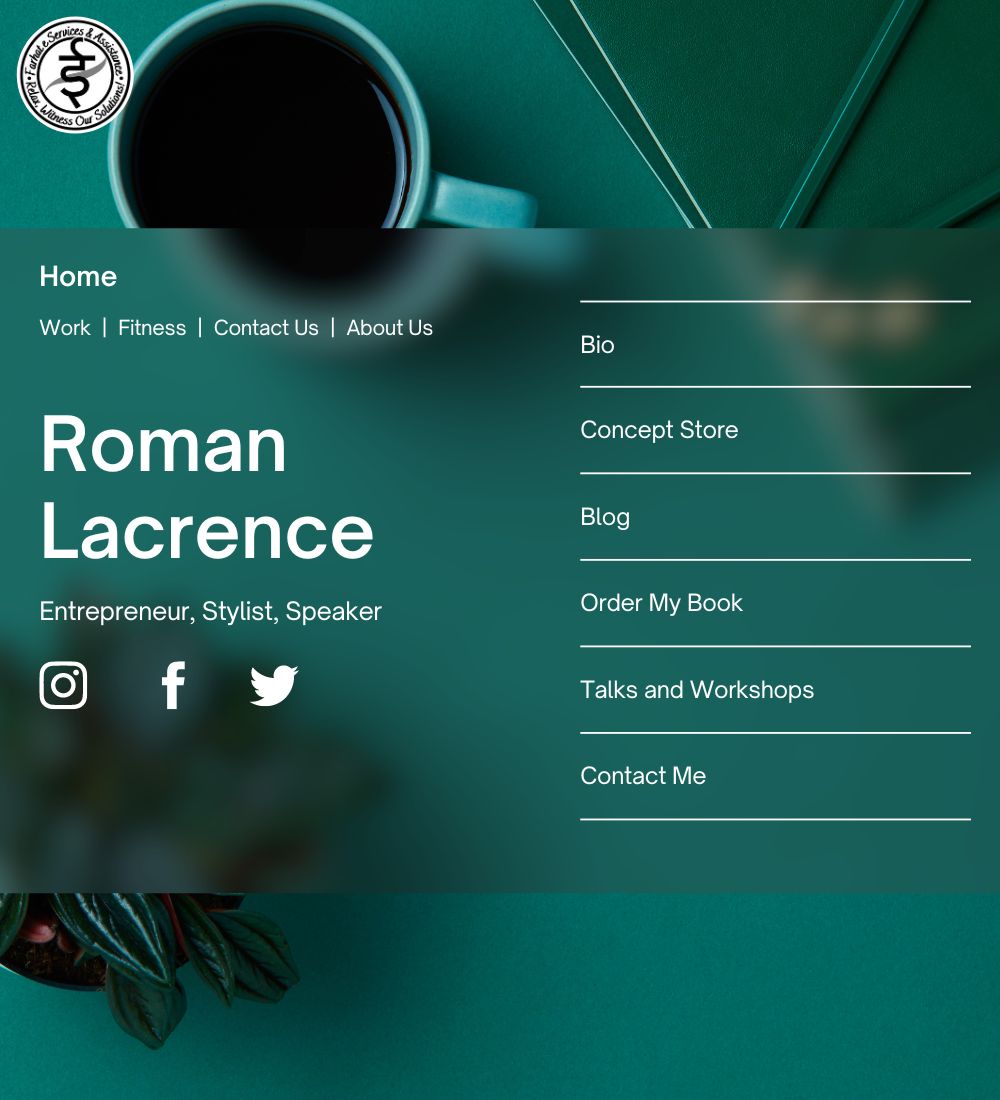 Farhat e Services & Assistance
Relax, Witness Our Solutions!
Home
Work | Fitness | Contact Us | About Us
Roman
Lacrence
Entrepreneur, Stylist, Speaker
Bio
Concept Store
Blog
Order My Book
Talks and Workshops
Contact Me